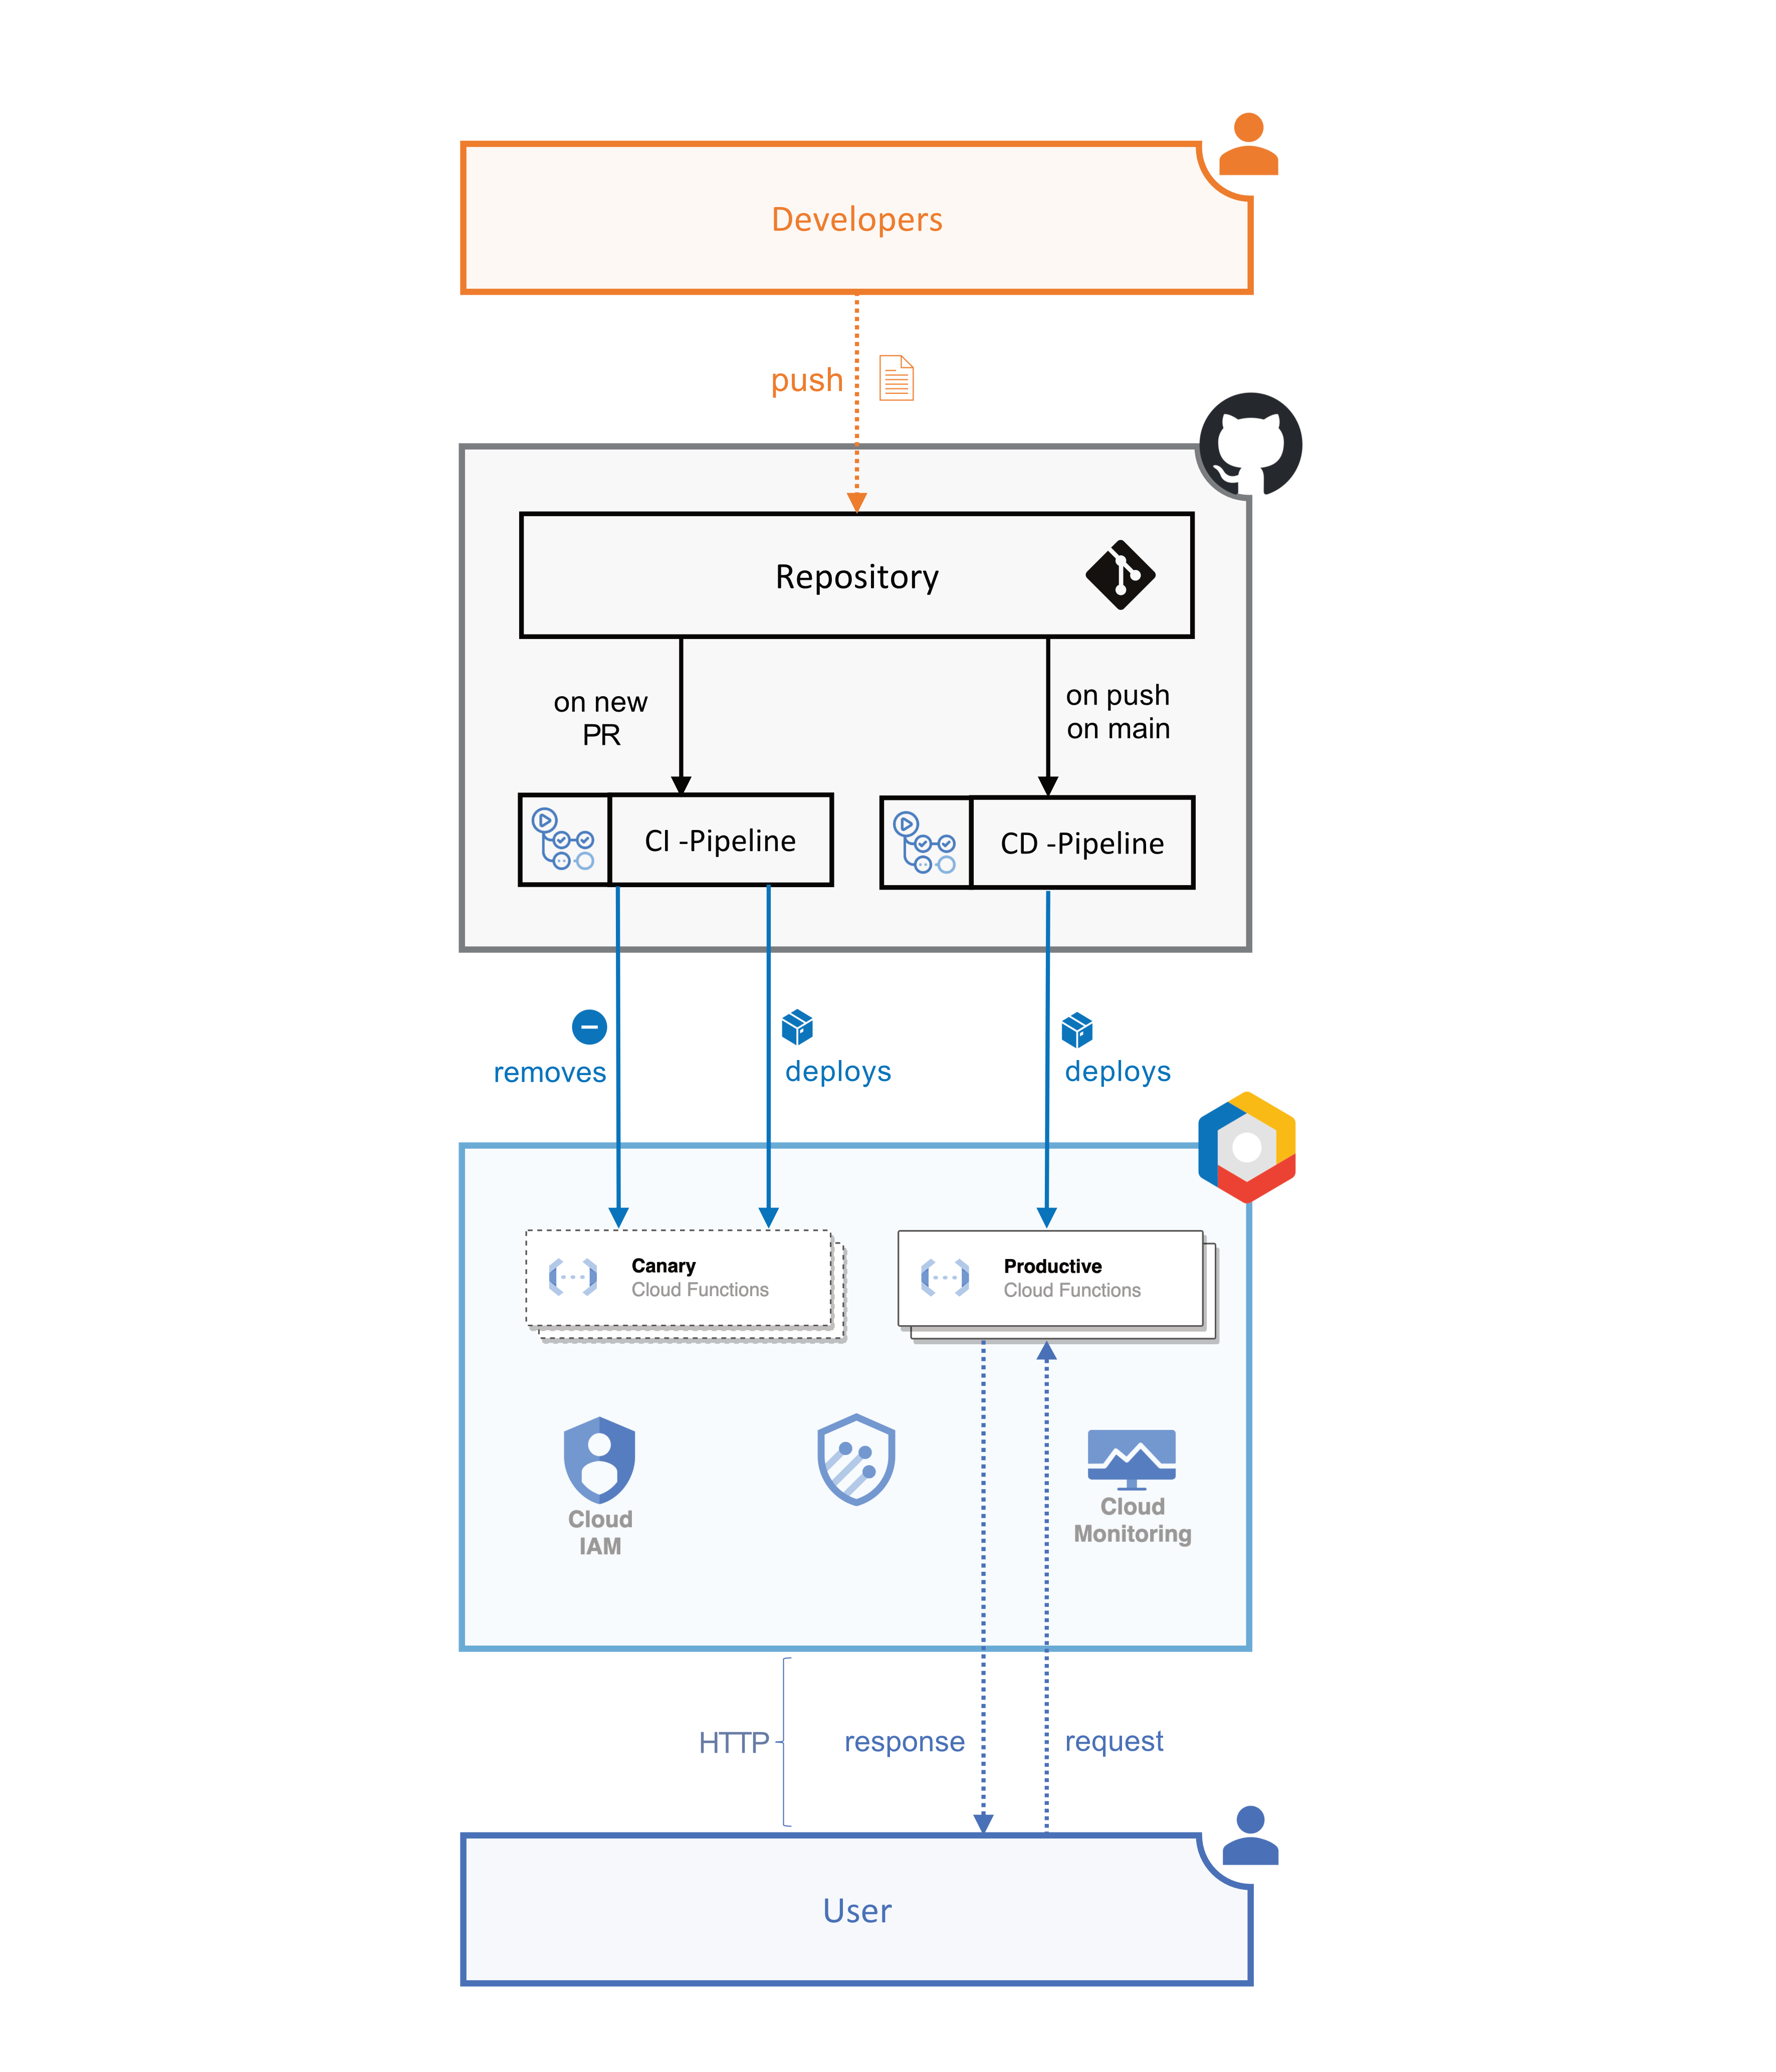 Developers
push
Repository
on new
PR
on push
on main
CI -Pipeline
CD -Pipeline
removes
deploys
deploys
Canary
Cloud Functions
Productive
Cloud Functions
Cloud
IAM
Cloud
Monitoring
HTTP
response
request
User